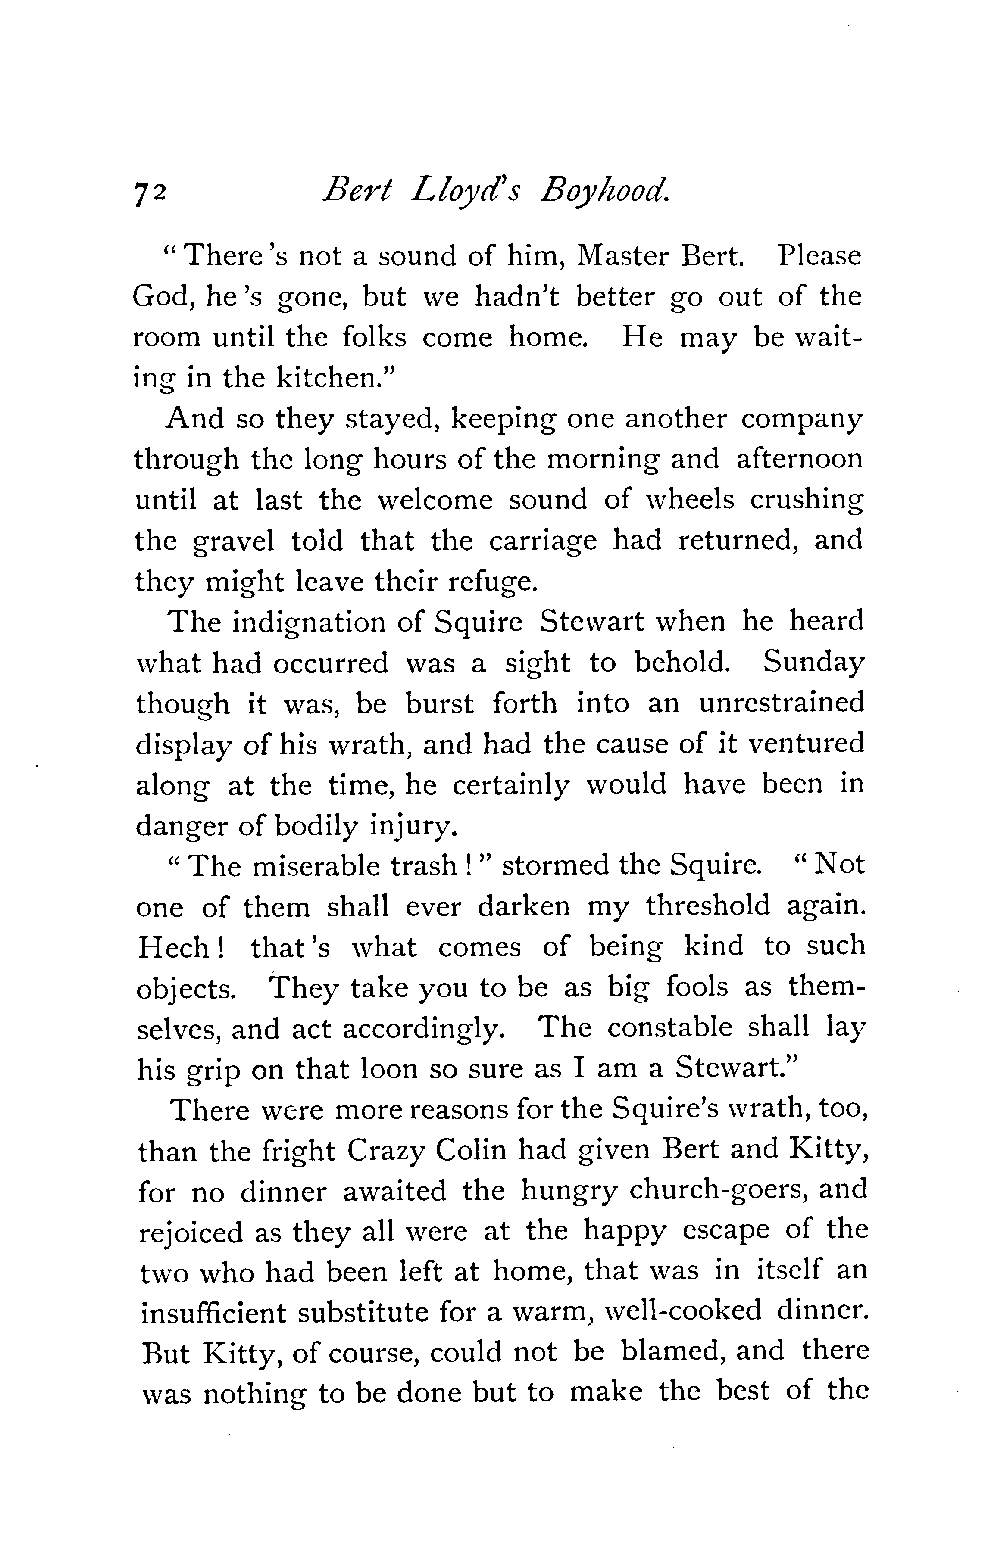 72 Bert Lloyd's Boyhood.
“There's not a sound of him, Master Bert. Please
God, he's gone, but we hadn't better go out of the
room until the folks come home. He may be wait-
ing in the kitchen.”
And so they stayed, keeping one another company
through the long hours of the morning and afternoon
until at last the welcome sound of wheels crushing
the gravel told that the carriage had returned, and
they might leave their refuge.
The indignation of Squire Stewart when he heard
what had occurred was a sight to behold. Sunday
though it was, be burst forth into an unrestrained
display of his wrath, and had the cause of it ventured
along at the time, he certainly would have been in
danger of bodily injury.
“The miserable trash!” stormed the Squire. “Not
one of them shall ever darken my threshold again.
Hech! that's what comes of being kind to such
objects. They take you to be as big fools as them-
selves, and act accordingly. The constable shall lay
his grip on that loon so sure as I am a Stewart.”
There were more reasons for the Squire's wrath, too,
than the fright Crazy Colin had given Bert and Kitty,
for no dinner awaited the hungry church-goers, and
rejoiced as they all were at the happy escape of the
two who had been left at home, that was in itself an
insufficient substitute for a warm, well-cooked dinner.
But Kitty, of course, could not be blamed, and there
was nothing to be done but to make the best of the